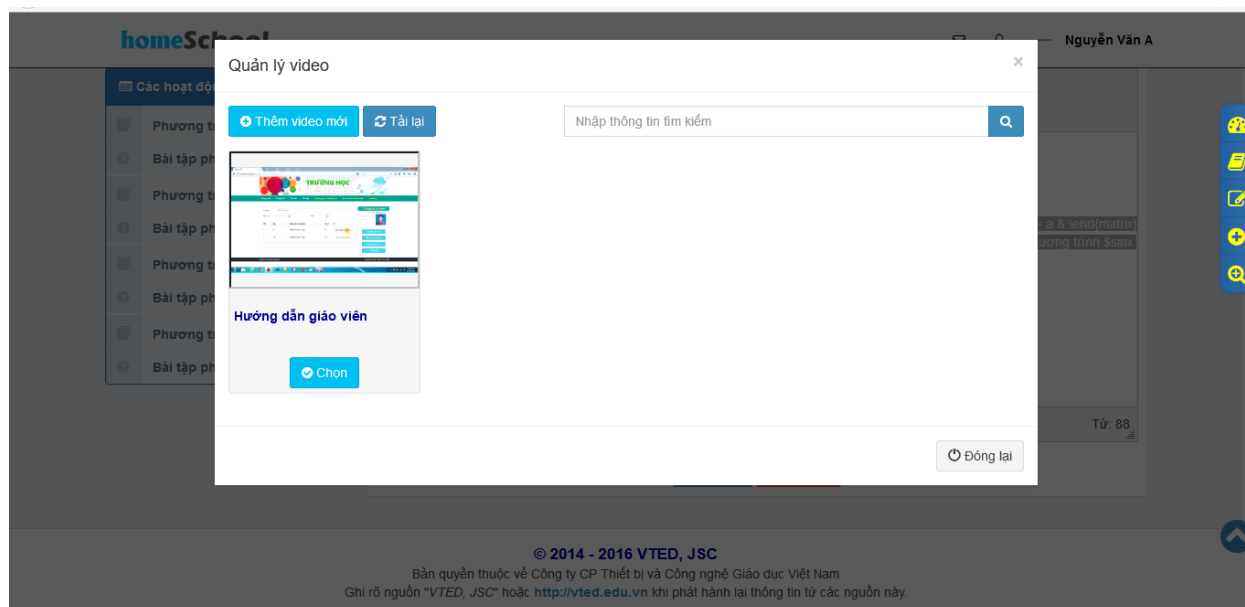 homeSch
Nguyễn Văn A
Quản lý video
×
Các hoạt độ
Thêm video mới
Tải lại
Nhập thông tin tìm kiếm
Phương t
Bài tập ph
Phương t
Bài tập ph
Phương t
Bài tập ph
Phương t
Bài tập ph
TRƯỜNG HỌC
= a & \end{matrix}
ương trình $sinx
Hướng dẫn giáo viên
Chọn
Từ: 88
Đóng lại
© 2014 - 2016 VTED, JSC
Bản quyền thuộc về Công ty CP Thiết bị và Công nghệ Giáo dục Việt Nam
Ghi rõ nguồn "VTED, JSC" hoặc http://vted.edu.vn khi phát hành lại thông tin từ các nguồn này.